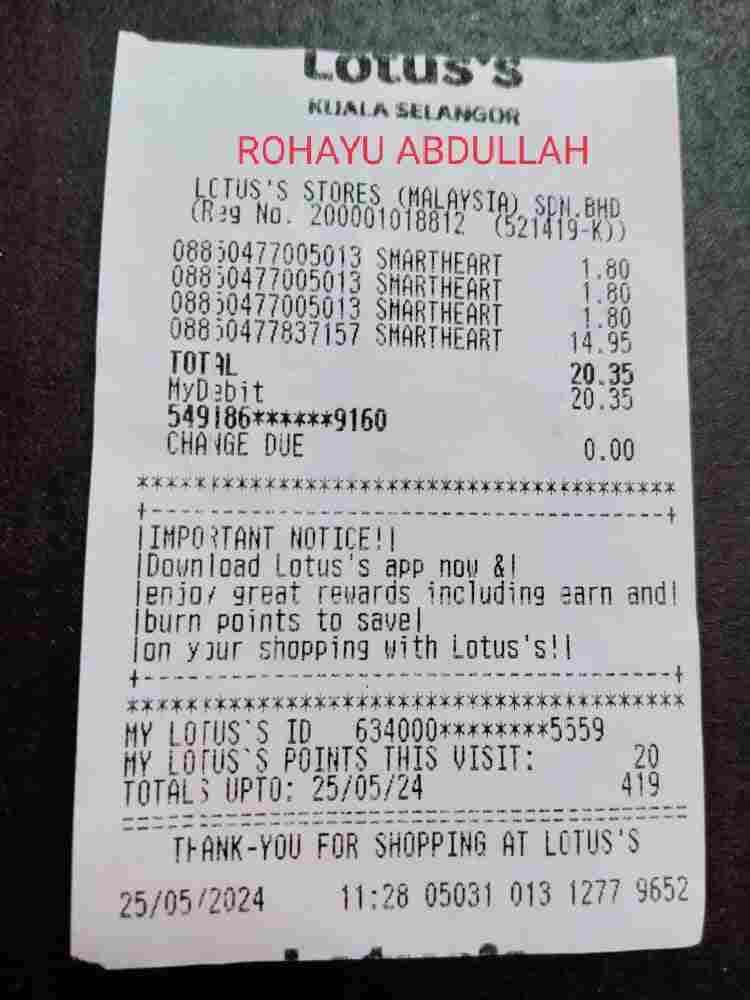 Lotus's
KUALA SELANGOR
ROHAYU ABDULLAH
LOTUS'S STORES (MALAYSIA) SDN.BHD
(Reg No. 200001018812 (521419-K))
08850477005013 SMARTHEART 1.80
08850477005013 SMARTHEART 1.80
08850477005013 SMARTHEART 1.80
08850477837157 SMARTHEART 14.95
TOTAL 20.35
MyDebit 20.35
549186******9160
CHANGE DUE 0.00
****************************************
+--------------------------------------+
|IMPORTANT NOTICE!|
|Download Lotus's app now &|
|enjoy great rewards including earn and|
|burn points to save|
|on your shopping with Lotus's!|
+--------------------------------------+
****************************************
MY LOTUS'S ID 634000********5559
MY LOTUS'S POINTS THIS VISIT: 20
TOTALS UPTO: 25/05/24 419
========================================
THANK-YOU FOR SHOPPING AT LOTUS'S
25/05/2024 11:28 05031 013 1277 9652